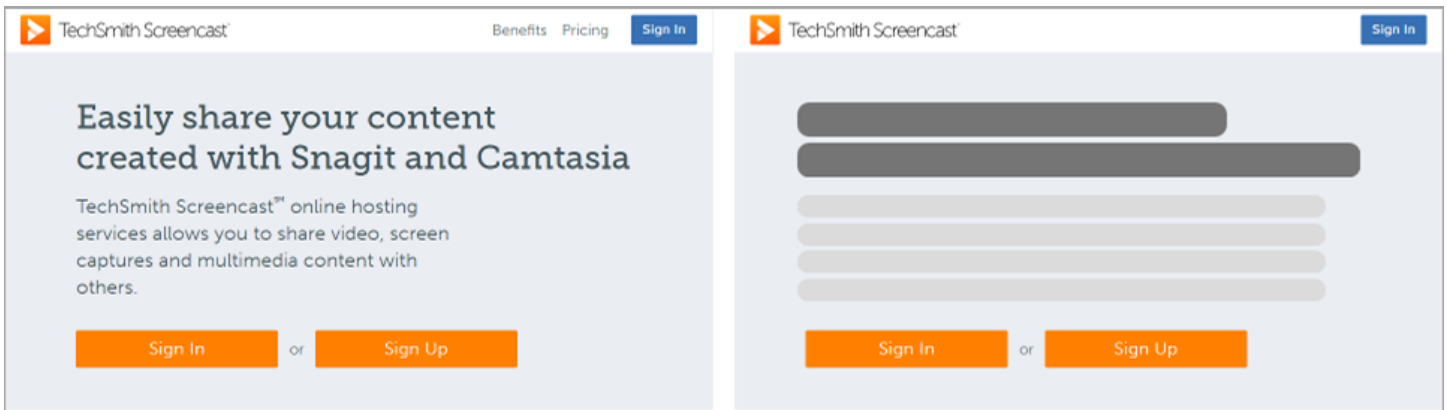 TechSmith Screencast™
Benefits Pricing Sign In
Easily share your content
created with Snagit and Camtasia
TechSmith Screencast℠ online hosting
services allows you to share video, screen
captures and multimedia content with
others.
Sign In or Sign Up
TechSmith Screencast™
Sign In
Sign In or Sign Up